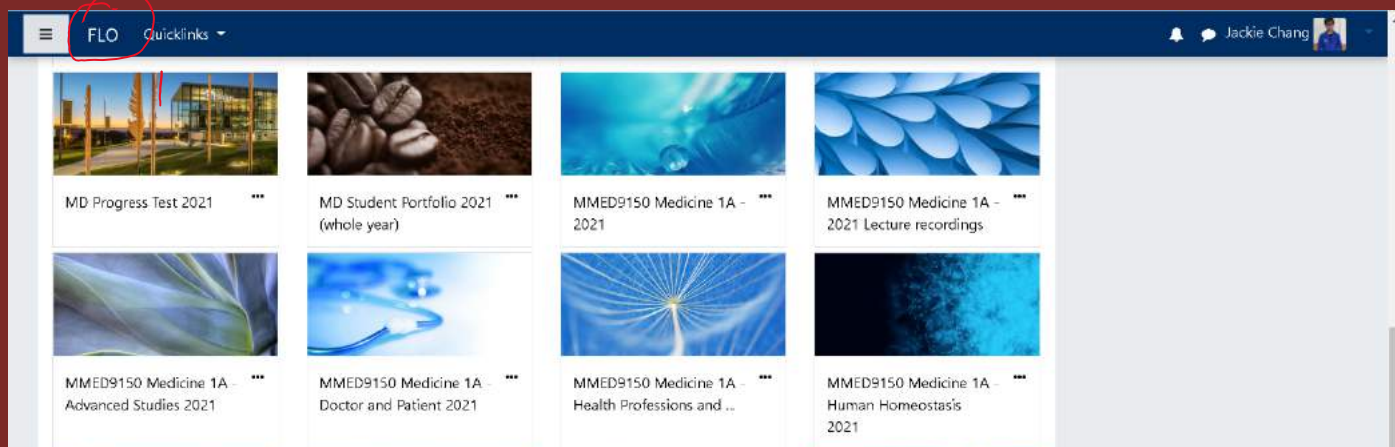 FLO Quicklinks Jackie Chang
MD Progress Test 2021
MD Student Portfolio 2021
(whole year)
MMED9150 Medicine 1A -
2021
MMED9150 Medicine 1A -
2021 Lecture recordings
MMED9150 Medicine 1A -
Advanced Studies 2021
MMED9150 Medicine 1A -
Doctor and Patient 2021
MMED9150 Medicine 1A -
Health Professions and ...
MMED9150 Medicine 1A -
Human Homeostasis
2021